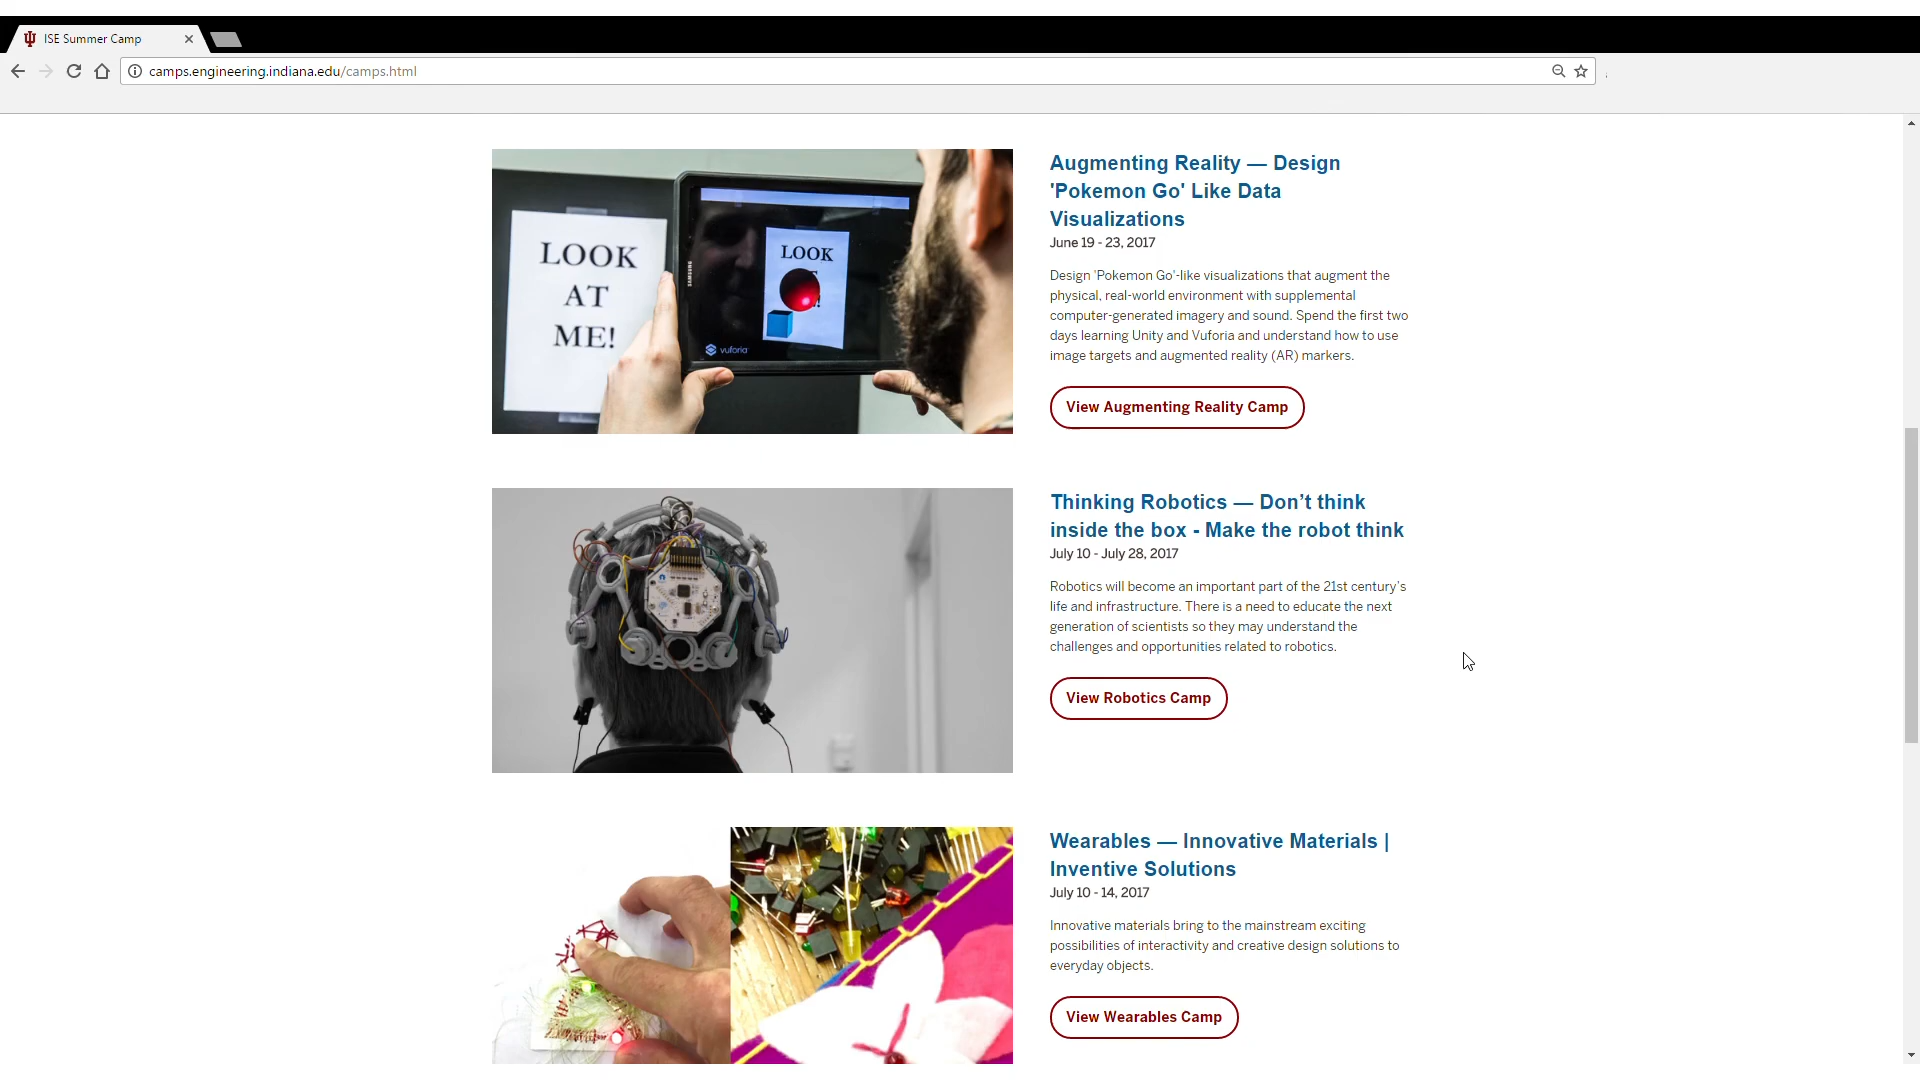 ISE Summer Camp
camps.engineering.indiana.edu/camps.html
LOOK
AT
ME!
LOOK
vuforia
SAMSUNG
Augmenting Reality — Design
'Pokemon Go' Like Data
Visualizations
June 19 - 23, 2017
Design 'Pokemon Go'-like visualizations that augment the
physical, real-world environment with supplemental
computer-generated imagery and sound. Spend the first two
days learning Unity and Vuforia and understand how to use
image targets and augmented reality (AR) markers.
View Augmenting Reality Camp
Thinking Robotics — Don’t think
inside the box - Make the robot think
July 10 - July 28, 2017
Robotics will become an important part of the 21st century's
life and infrastructure. There is a need to educate the next
generation of scientists so they may understand the
challenges and opportunities related to robotics.
View Robotics Camp
Wearables — Innovative Materials |
Inventive Solutions
July 10 - 14, 2017
Innovative materials bring to the mainstream exciting
possibilities of interactivity and creative design solutions to
everyday objects.
View Wearables Camp